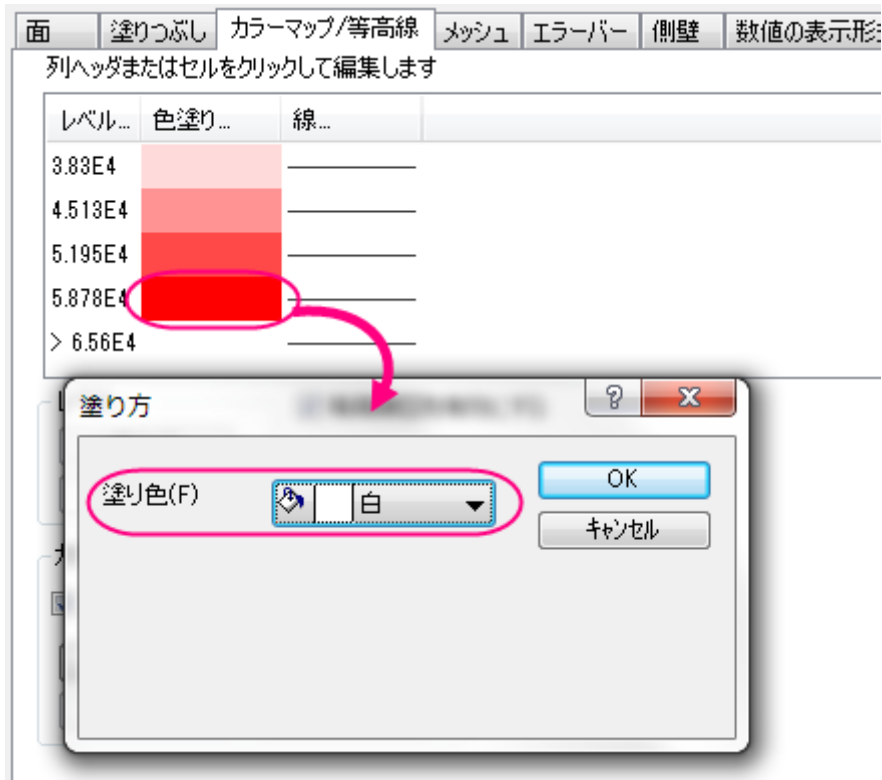 面 塗りつぶし カラーマップ/等高線 メッシュ エラーバー 側壁 数値の表示形
列ヘッダまたはセルをクリックして編集します
レベル... 色塗り... 線...
3.83E4
4.513E4
5.195E4
5.878E4
> 6.56E4
塗り方
塗り色(F) 白 OK
キャンセル